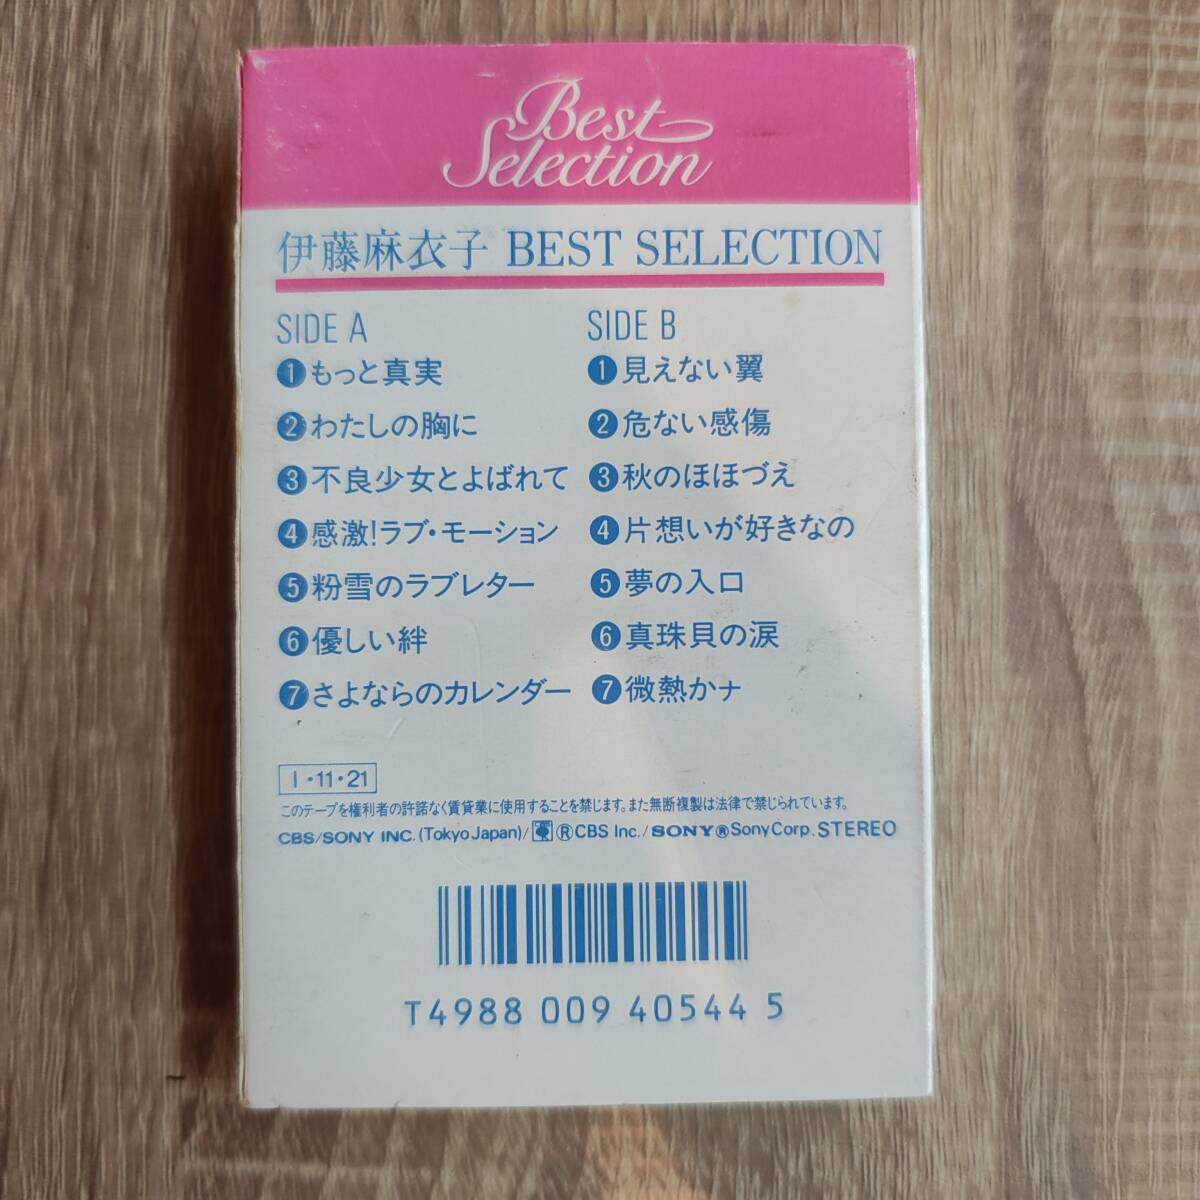 Best
Selection
伊藤麻衣子 BEST SELECTION
SIDE A
❶もっと真実
❷わたしの胸に
❸不良少女とよばれて
❹感激!ラブ・モーション
❺粉雪のラブレター
❻優しい絆
❼さよならのカレンダー
SIDE B
❶見えない翼
❷危ない感傷
❸秋のほほづえ
❹片想いが好きなの
❺夢の入口
❻真珠貝の涙
❼微熱かナ
I・11・21
このテープを権利者の許諾なく賃貸業に使用することを禁じます。また無断複製は法律で禁じられています。
CBS/SONY INC.(Tokyo Japan)/ ®CBS Inc./SONY®Sony Corp. STEREO
T4988 009 40544 5